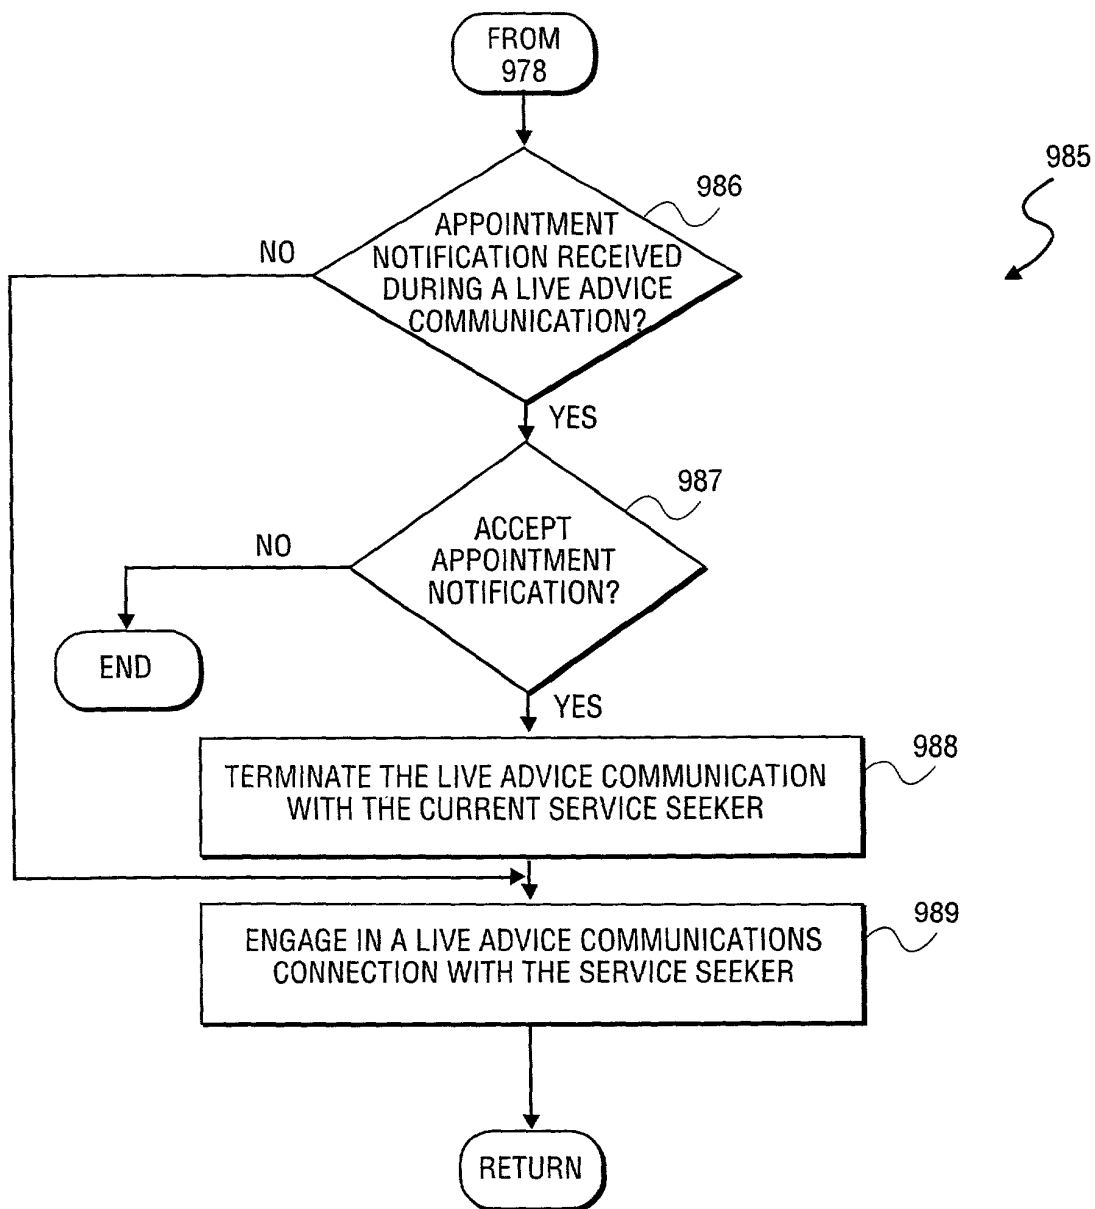 FROM
978
985
986
APPOINTMENT
NOTIFICATION RECEIVED
DURING A LIVE ADVICE
COMMUNICATION?
NO
YES
987
ACCEPT
APPOINTMENT
NOTIFICATION?
NO
END
YES
988
TERMINATE THE LIVE ADVICE COMMUNICATION
WITH THE CURRENT SERVICE SEEKER
989
ENGAGE IN A LIVE ADVICE COMMUNICATIONS
CONNECTION WITH THE SERVICE SEEKER
RETURN